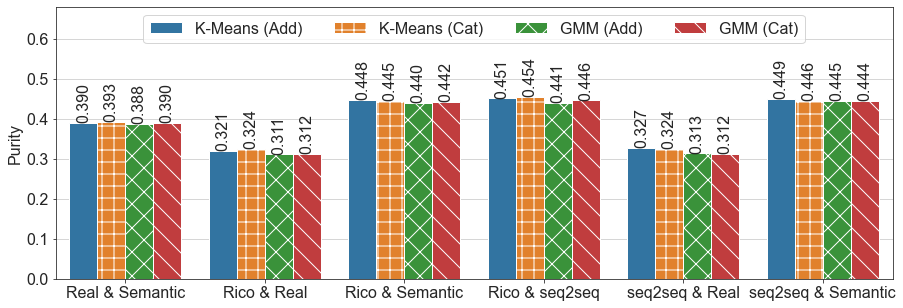 K-Means (Add) K-Means (Cat) GMM (Add) GMM (Cat)
Purity
0.6
0.5
0.4
0.3
0.2
0.1
0.0
0.390 0.393 0.388 0.390
0.321 0.324 0.311 0.312
0.448 0.445 0.440 0.442
0.451 0.454 0.441 0.446
0.327 0.324 0.313 0.312
0.449 0.446 0.445 0.444
Real & Semantic Rico & Real Rico & Semantic Rico & seq2seq seq2seq & Real seq2seq & Semantic